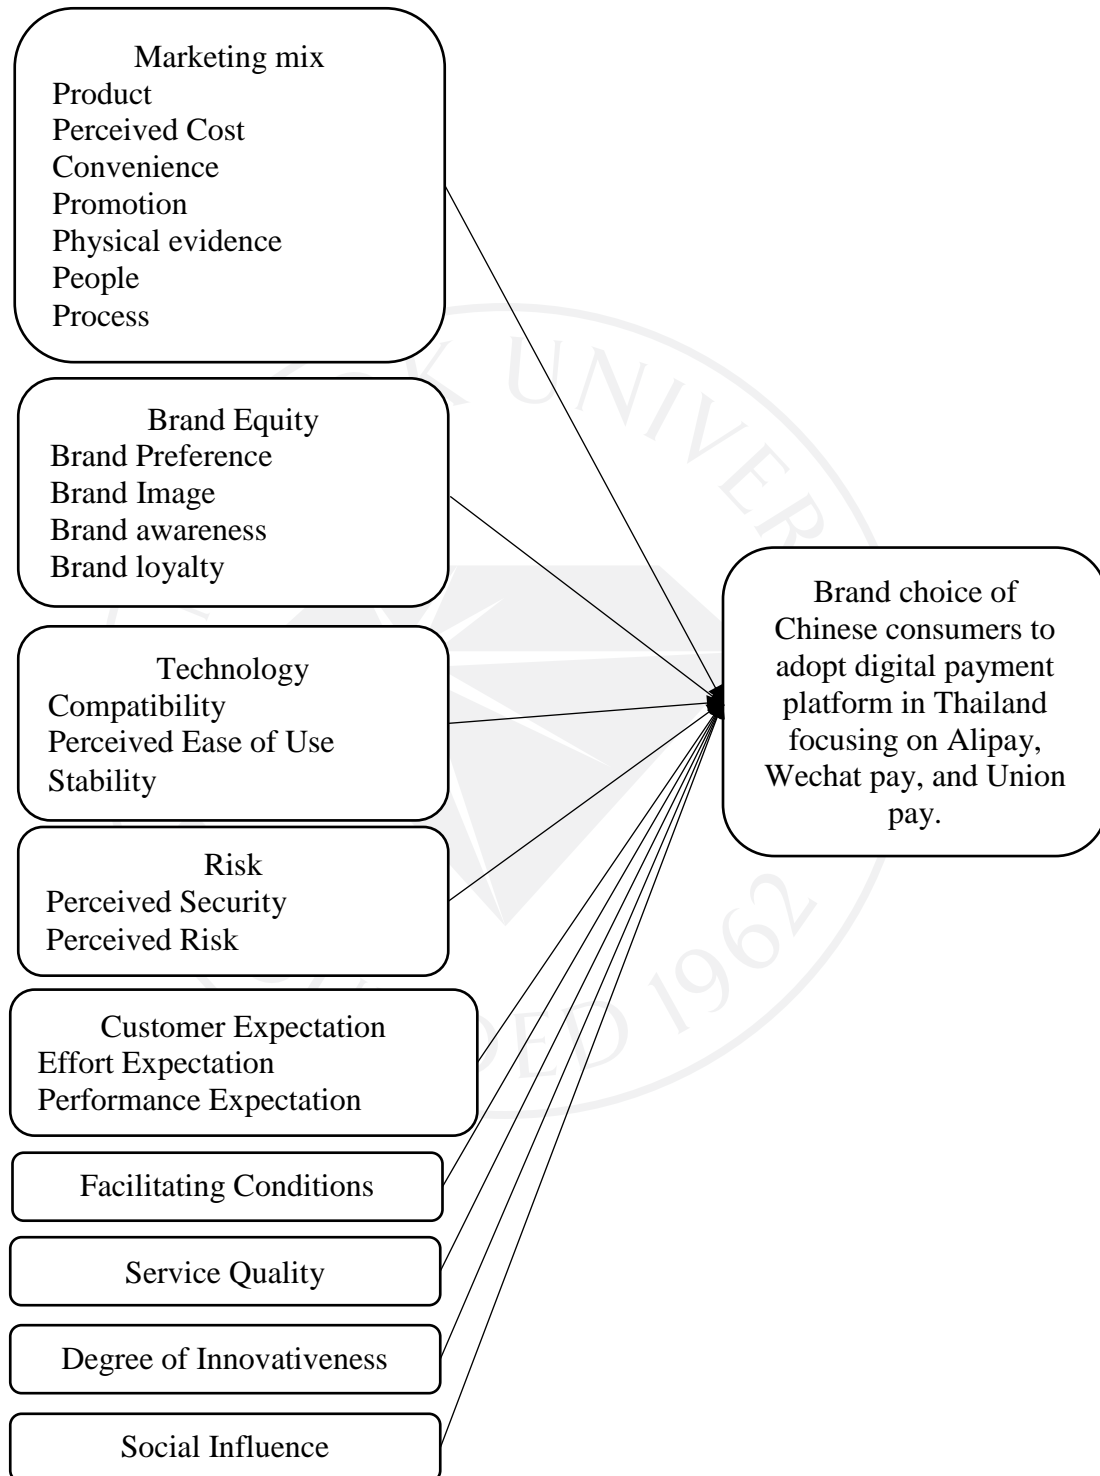 Marketing mix
Product
Perceived Cost
Convenience
Promotion
Physical evidence
People
Process
Brand Equity
Brand Preference
Brand Image
Brand awareness
Brand loyalty
Technology
Compatibility
Perceived Ease of Use
Stability
Risk
Perceived Security
Perceived Risk
Customer Expectation
Effort Expectation
Performance Expectation
Facilitating Conditions
Service Quality
Degree of Innovativeness
Social Influence
Brand choice of
Chinese consumers to
adopt digital payment
platform in Thailand
focusing on Alipay,
Wechat pay, and Union
pay.
1962